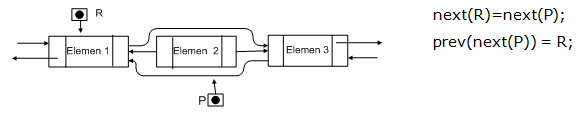 R
Elemen 1
Elemen 2
Elemen 3
P
next(R)=next(P);
prev(next(P)) = R;